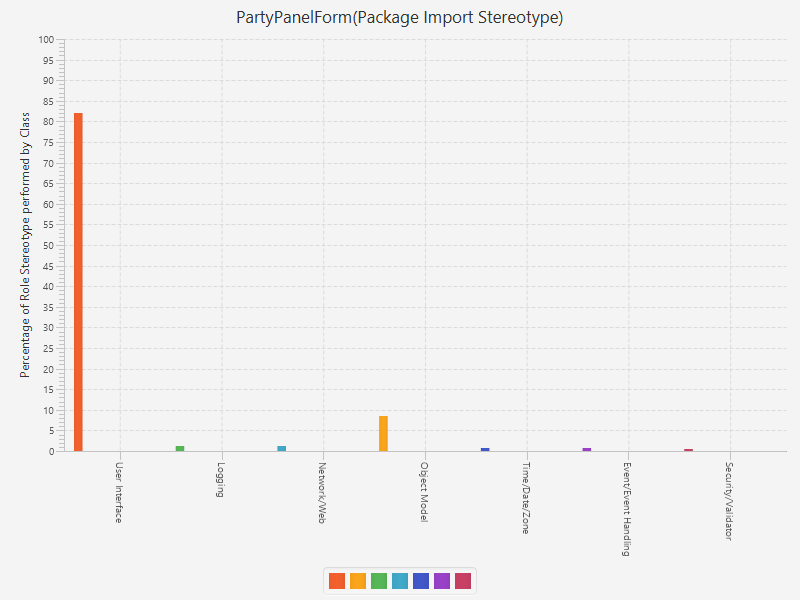 PartyPanelForm(Package Import Stereotype)
Percentage of Role Stereotype performed by Class
100
95
90
85
80
75
70
65
60
55
50
45
40
35
30
25
20
15
10
5
0
User Interface
Logging
Network/Web
Object Model
Time/Date/Zone
Event/Event Handling
Security/Validator